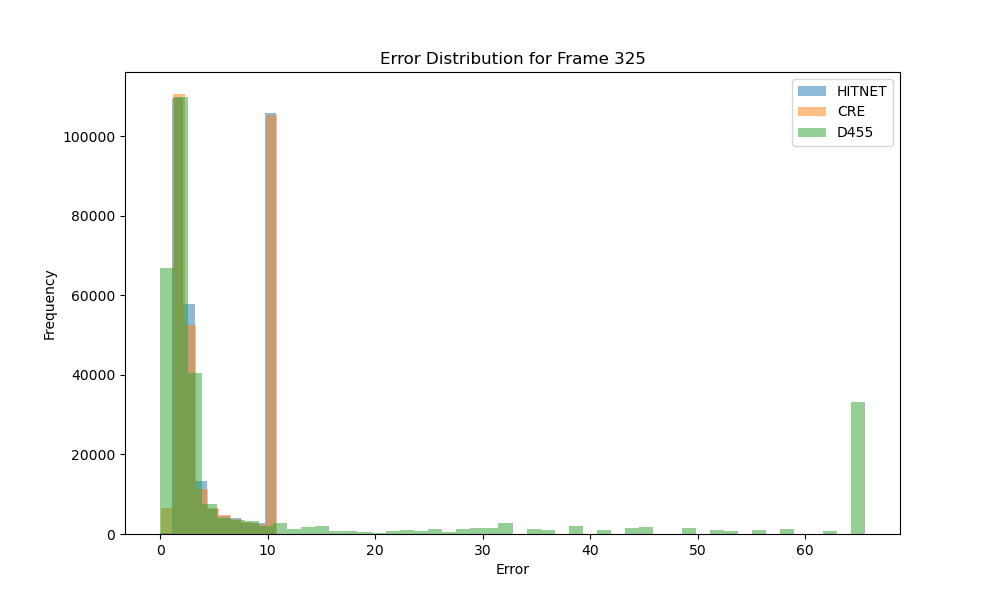 Error Distribution for Frame 325
HITNET
CRE
D455
100000
80000
60000
40000
20000
0
Frequency
0 10 20 30 40 50 60
Error